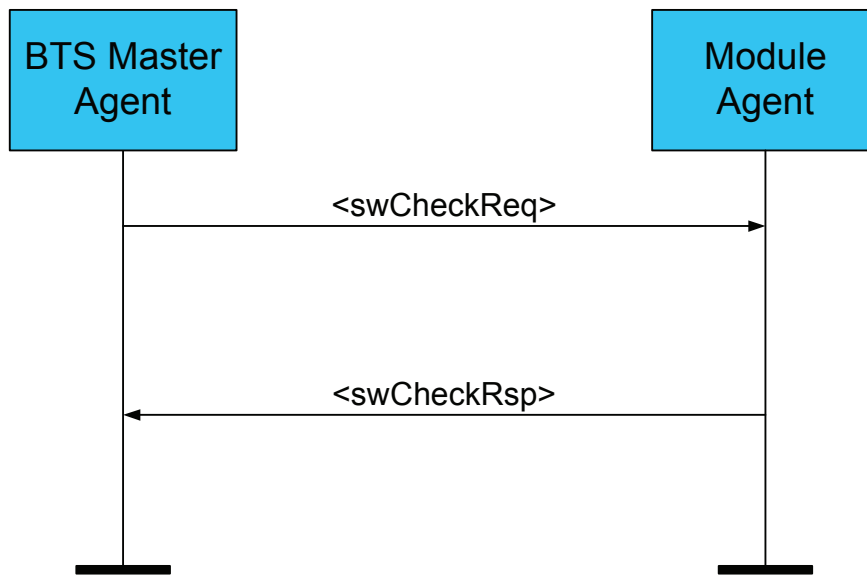 BTS Master
Agent
Module
Agent
<swCheckReq>
<swCheckRsp>